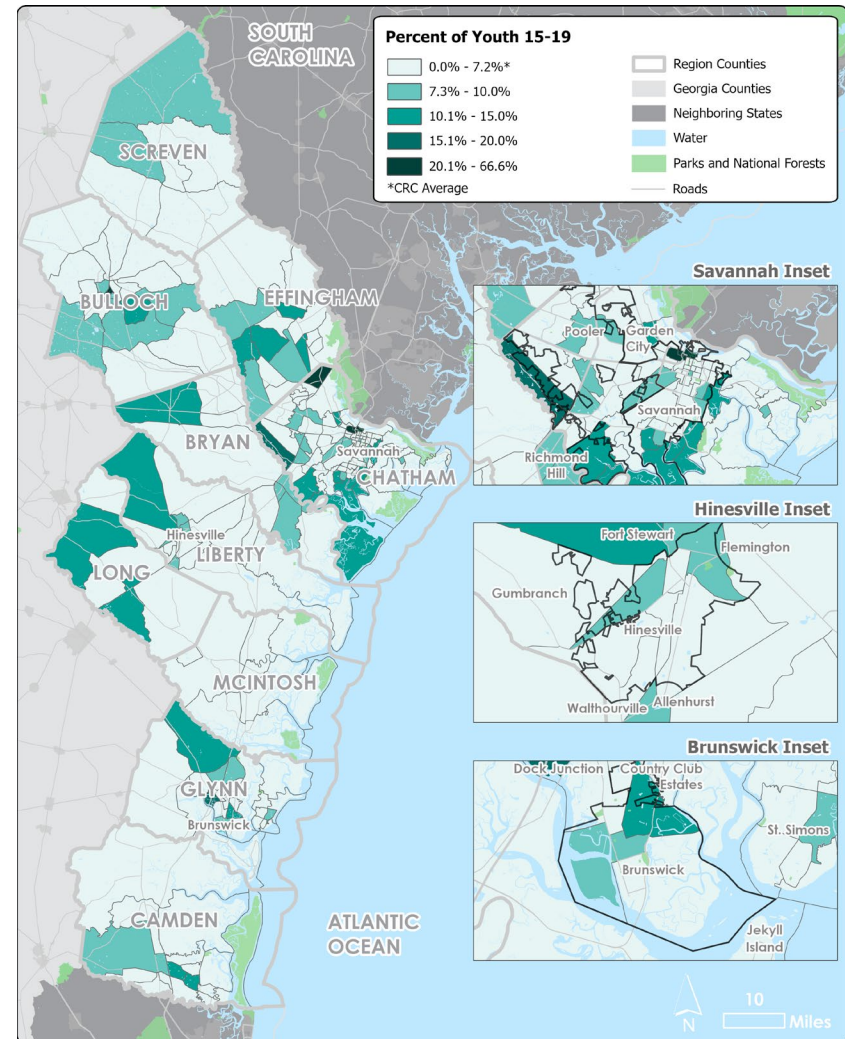 SOUTH
CAROLINA
Percent of Youth 15-19
0.0% - 7.2%*
7.3% - 10.0%
10.1% - 15.0%
15.1% - 20.0%
20.1% - 66.6%
*CRC Average
Region Counties
Georgia Counties
Neighboring States
Water
Parks and National Forests
Roads
SCREVEN
BULLOCH
EFFINGHAM
BRYAN
Savannah
CHATHAM
Hinesville
LIBERTY
LONG
MCINTOSH
GLYNN
Brunswick
CAMDEN
ATLANTIC
OCEAN
Savannah Inset
Pooler
Garden
City
Savannah
Richmond
Hill
Hinesville Inset
Fort Stewart
Flemington
Gumbranch
Hinesville
Walthourville
Allenhurst
Brunswick Inset
Dock Junction
Country Club
Estates
St. Simons
Brunswick
Jekyll
Island
N
10
Miles